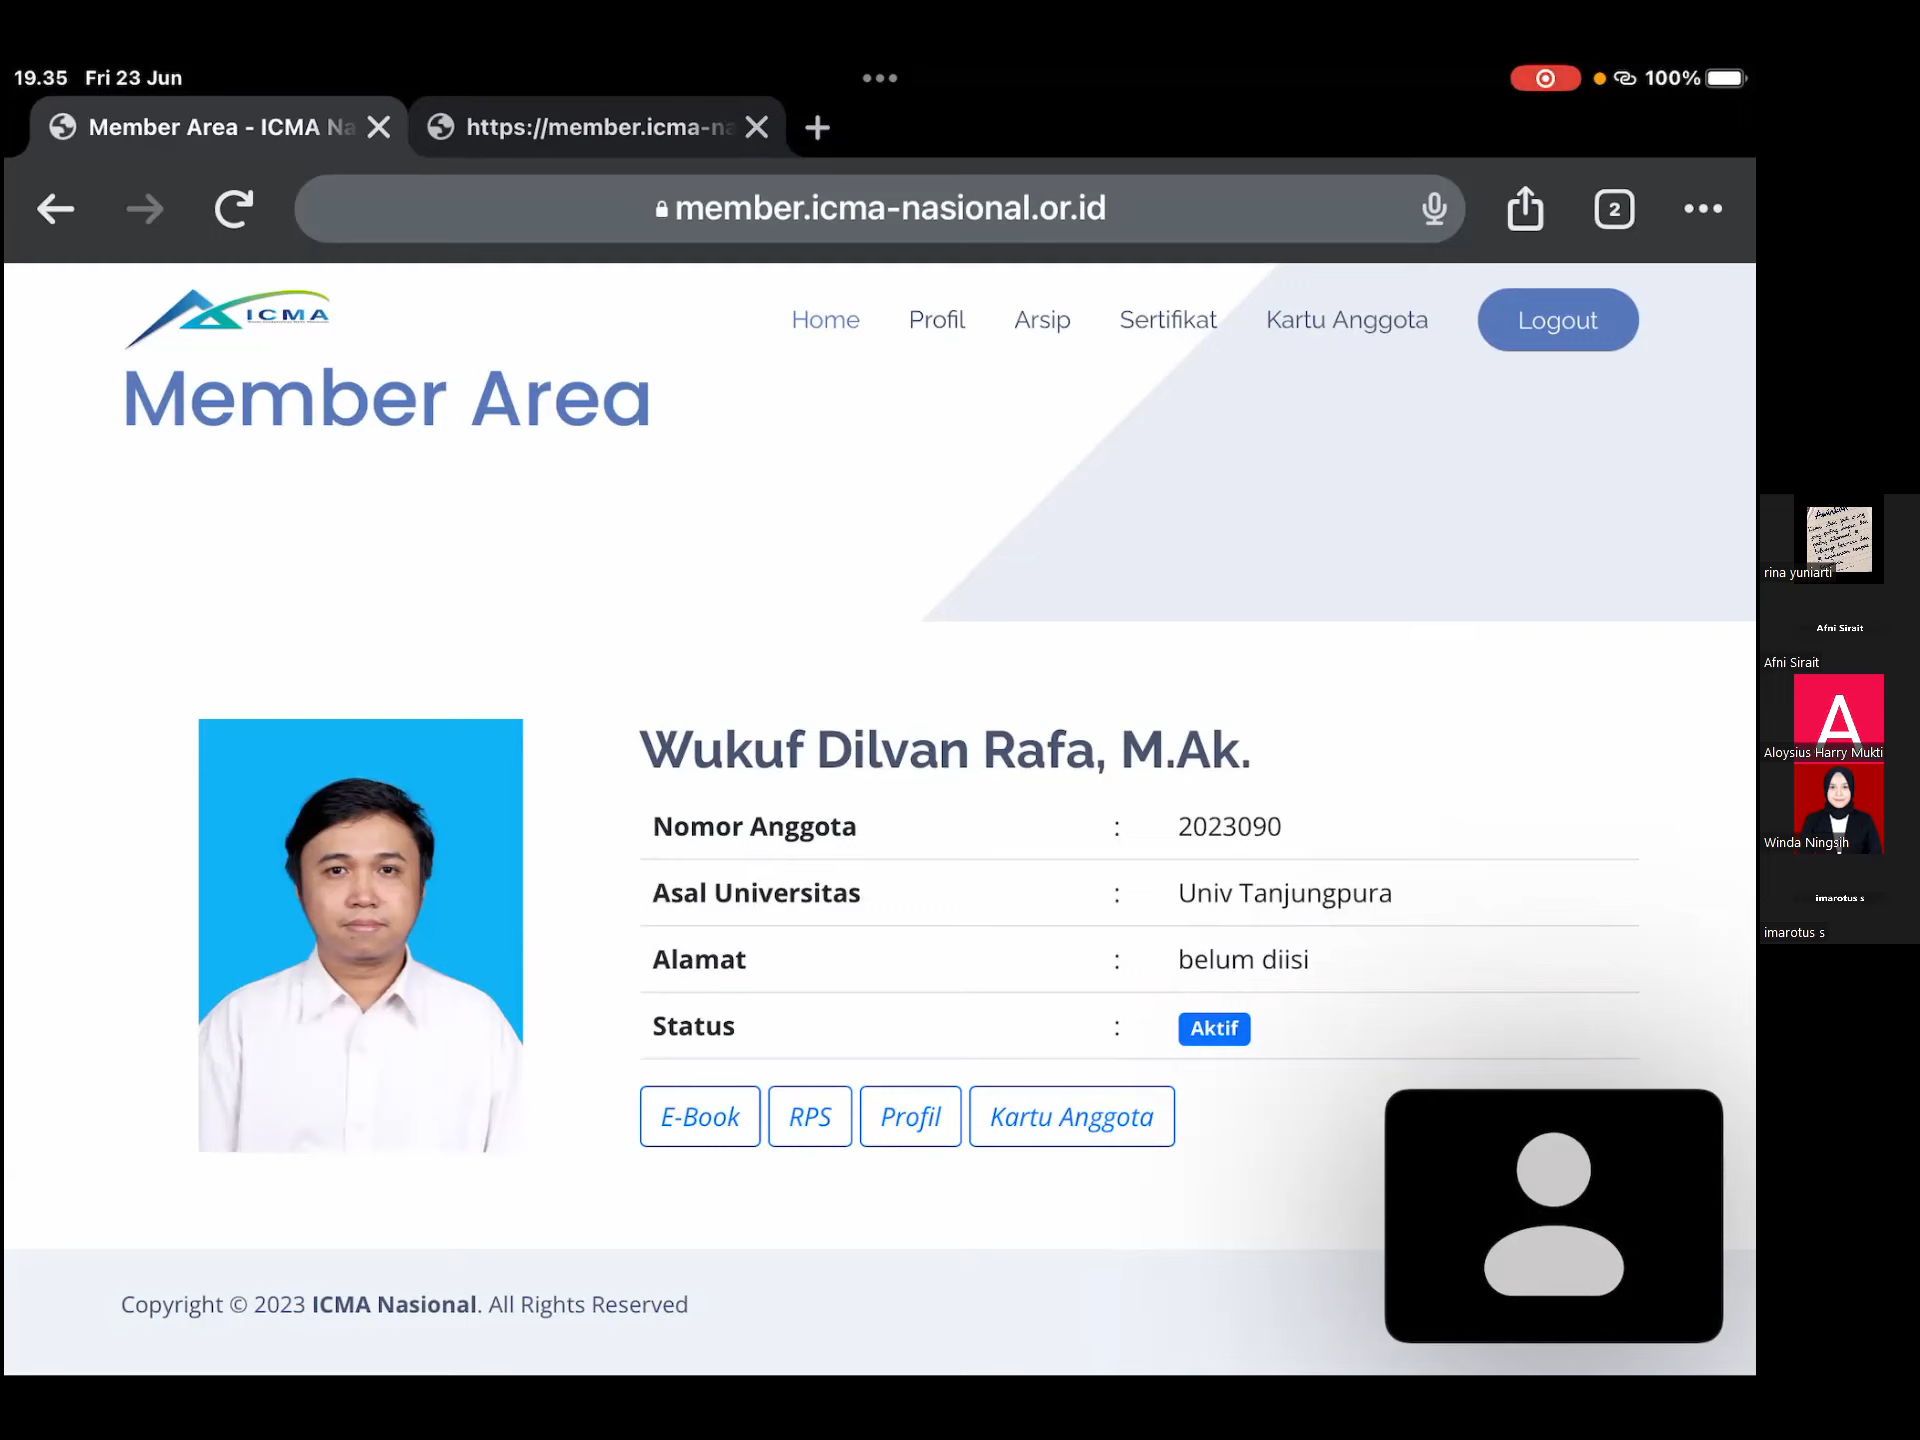 19.35 Fri 23 Jun
100%
Member Area - ICMA Na
https://member.icma-na
member.icma-nasional.or.id
2
ICMA
Home Profil Arsip Sertifikat Kartu Anggota Logout
Member Area
Wukuf Dilvan Rafa, M.Ak.
Nomor Anggota : 2023090
Asal Universitas : Univ Tanjungpura
Alamat : belum diisi
Status : Aktif
E-Book RPS Profil Kartu Anggota
Copyright © 2023 ICMA Nasional. All Rights Reserved
rina yuniarti
Afni Sirait
Afni Sirait
A
Aloysius Harry Mukti
Winda Ningsih
imarotus s
imarotus s